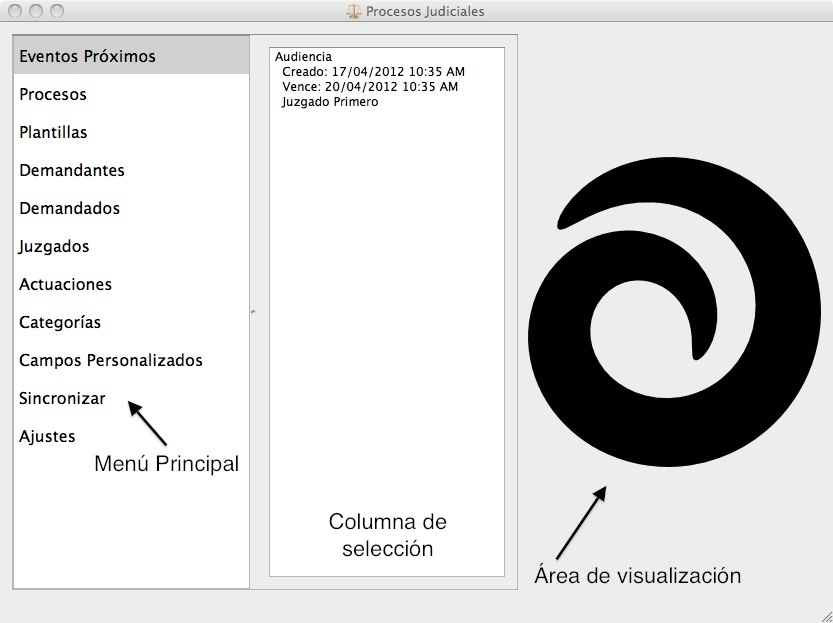 Procesos Judiciales
Eventos Próximos
Procesos
Plantillas
Demandantes
Demandados
Juzgados
Actuaciones
Categorías
Campos Personalizados
Sincronizar
Ajustes
Menú Principal
Audiencia
Creado: 17/04/2012 10:35 AM
Vence: 20/04/2012 10:35 AM
Juzgado Primero
Columna de
selección
Área de visualización